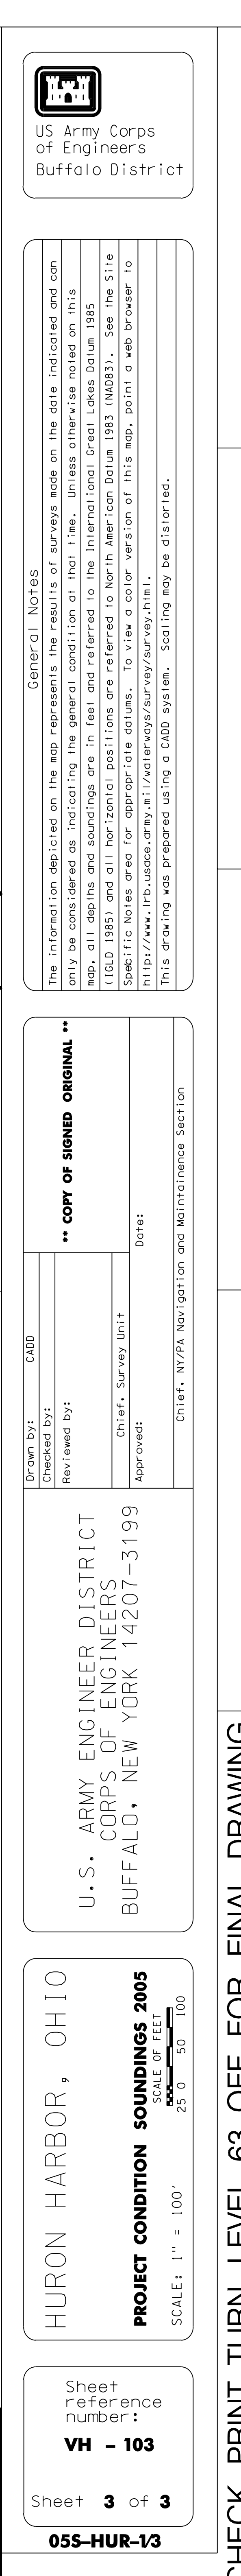 US Army Corps
of Engineers
Buffalo District
General Notes
The information depicted on the map represents the results of surveys made on the date indicated and can
only be considered as indicating the general condition at that time. Unless otherwise noted on this
map, all depths and soundings are in feet and referred to the International Great Lakes Datum 1985
(IGLD 1985) and all horizontal positions are referred to North American Datum 1983 (NAD83). See the Site
Specific Notes area for appropriate datums. To view a color version of this map, point a web browser to
http://www.lrb.usace.army.mil/waterways/survey/survey.html.
This drawing was prepared using a CADD system. Scaling may be distorted.
Drawn by: CADD
Checked by:
Reviewed by:
** COPY OF SIGNED ORIGINAL **
Chief, Survey Unit
Approved:
Date:
Chief, NY/PA Navigation and Maintainence Section
U.S. ARMY ENGINEER DISTRICT
CORPS OF ENGINEERS
BUFFALO, NEW YORK 14207-3199
HURON HARBOR, OHIO
PROJECT CONDITION SOUNDINGS 2005
SCALE OF FEET
SCALE: 1" = 100'
25 0 50 100
Sheet
reference
number:
VH - 103
Sheet 3 of 3
05S-HUR-1/3
CHECK PRINT TURN LEVEL 63 OFF FOR FINAL DRAWING